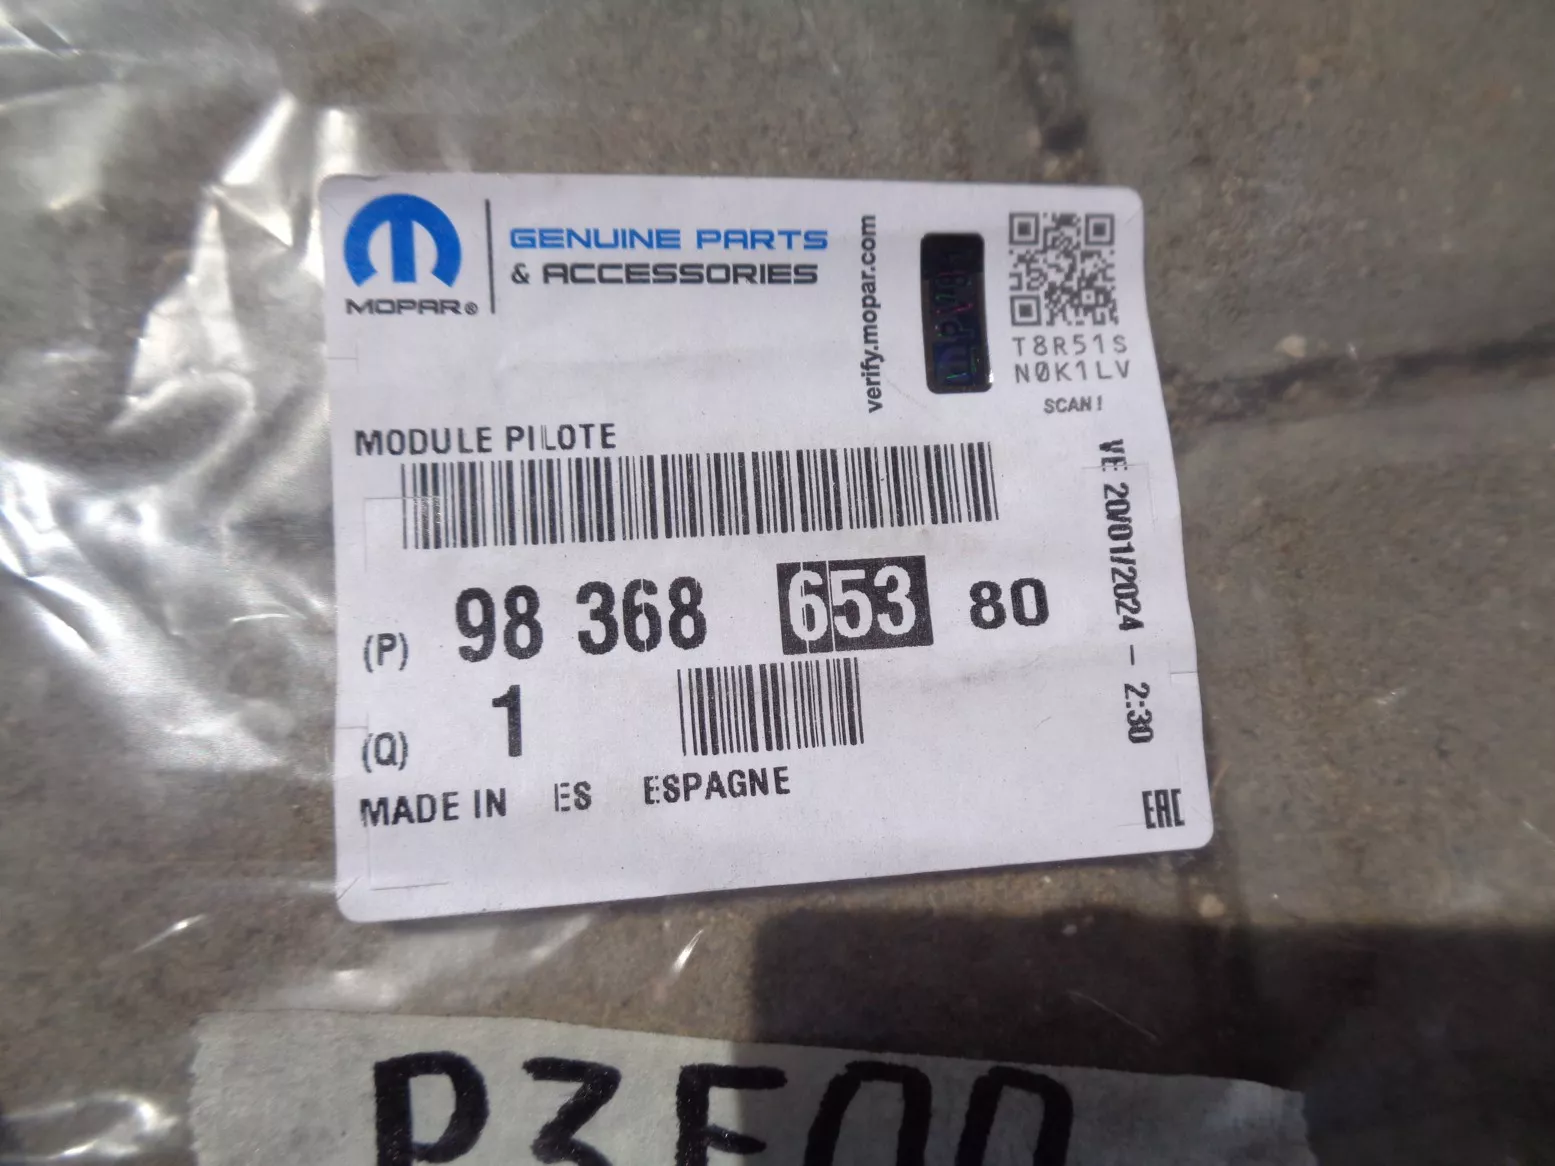 GENUINE PARTS
& ACCESSORIES
MOPAR®
verify.mopar.com
T8R51S
N0K1LV
SCAN!
MODULE PILOTE
(P) 98 368 653 80
(Q) 1
MADE IN ES ESPAGNE
VE: 20/01/2024 - 2:30
EAC